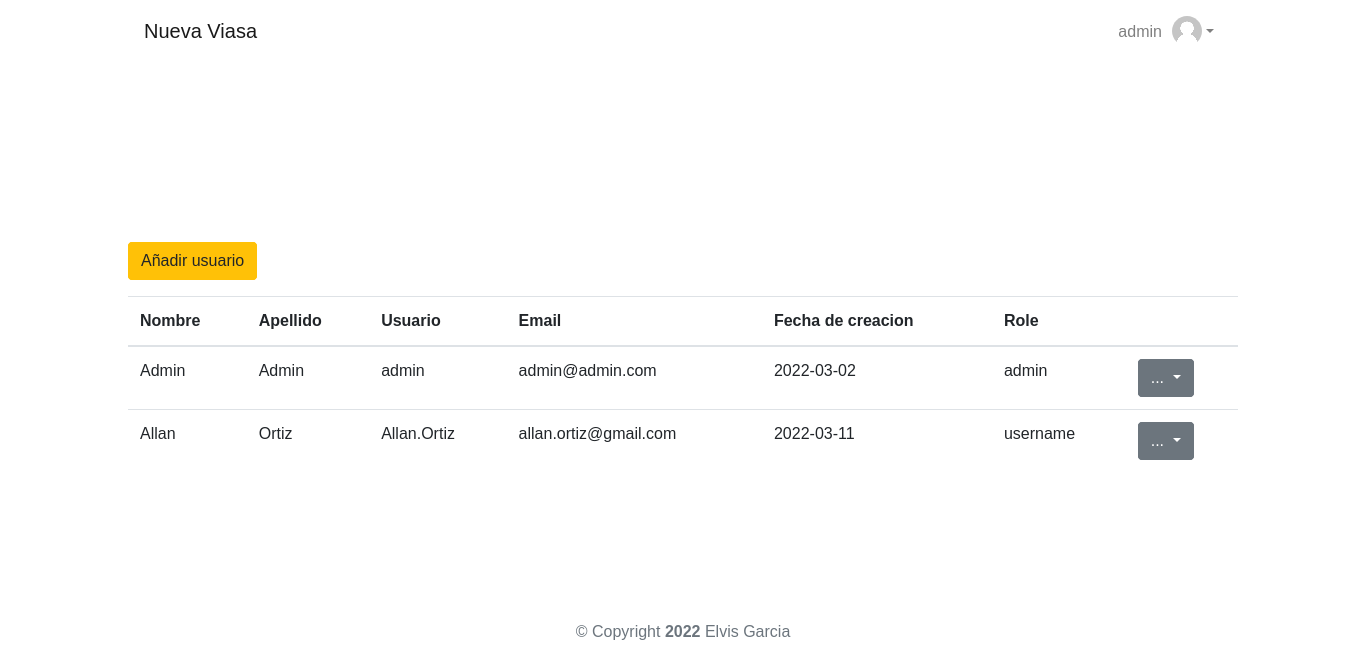 Nueva Viasa admin
Añadir usuario
Nombre Apellido Usuario Email Fecha de creacion Role
Admin Admin admin admin@admin.com 2022-03-02 admin ...
Allan Ortiz Allan.Ortiz allan.ortiz@gmail.com 2022-03-11 username ...
© Copyright 2022 Elvis Garcia